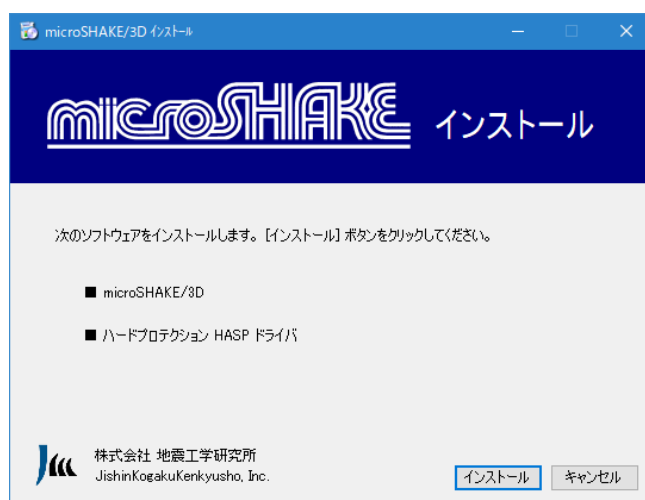 microSHAKE/3D インストール
microSHAKE インストール
次のソフトウェアをインストールします。[インストール] ボタンをクリックしてください。
■ microSHAKE/3D
■ ハードプロテクション HASP ドライバ
株式会社 地震工学研究所
JishinKogakuKenkyusho, Inc.
インストール キャンセル